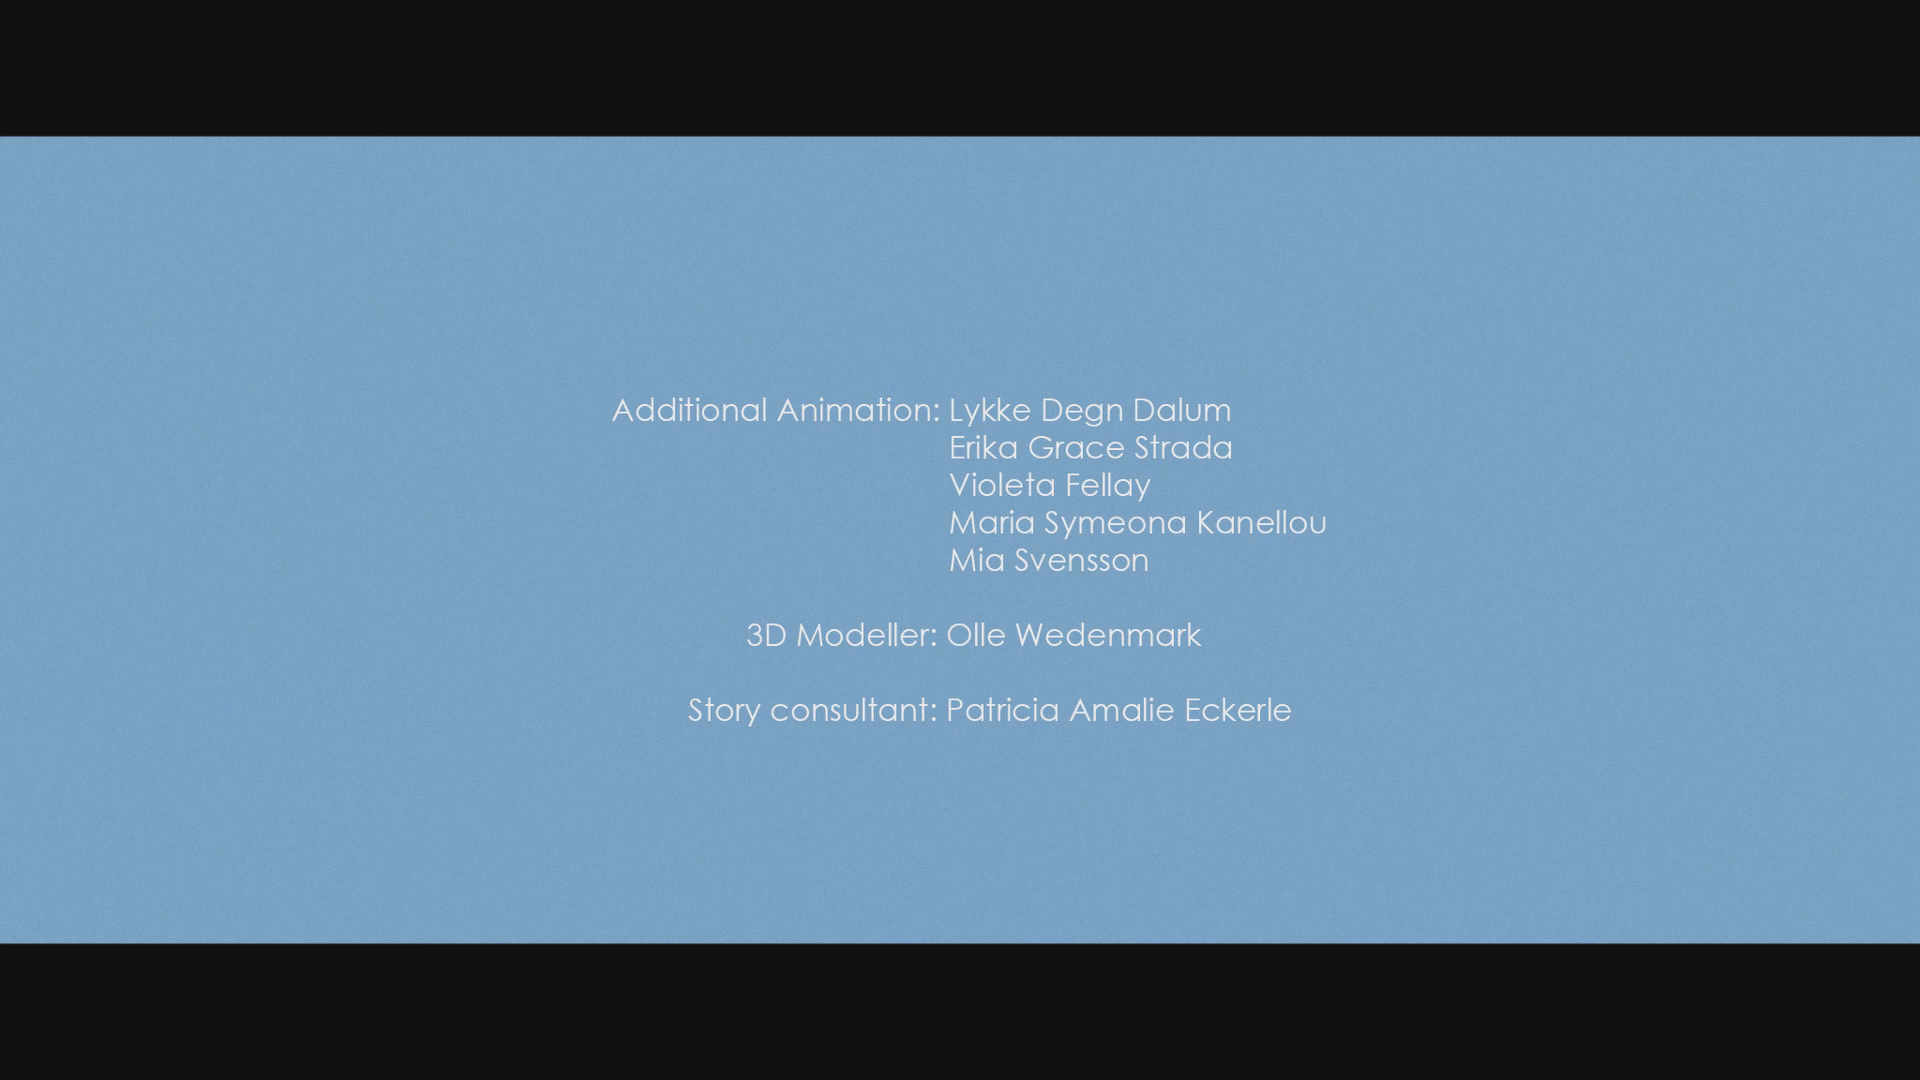 Additional Animation: Lykke Degn Dalum
Erika Grace Strada
Violeta Fellay
Maria Symeona Kanellou
Mia Svensson
3D Modeller: Olle Wedenmark
Story consultant: Patricia Amalie Eckerle